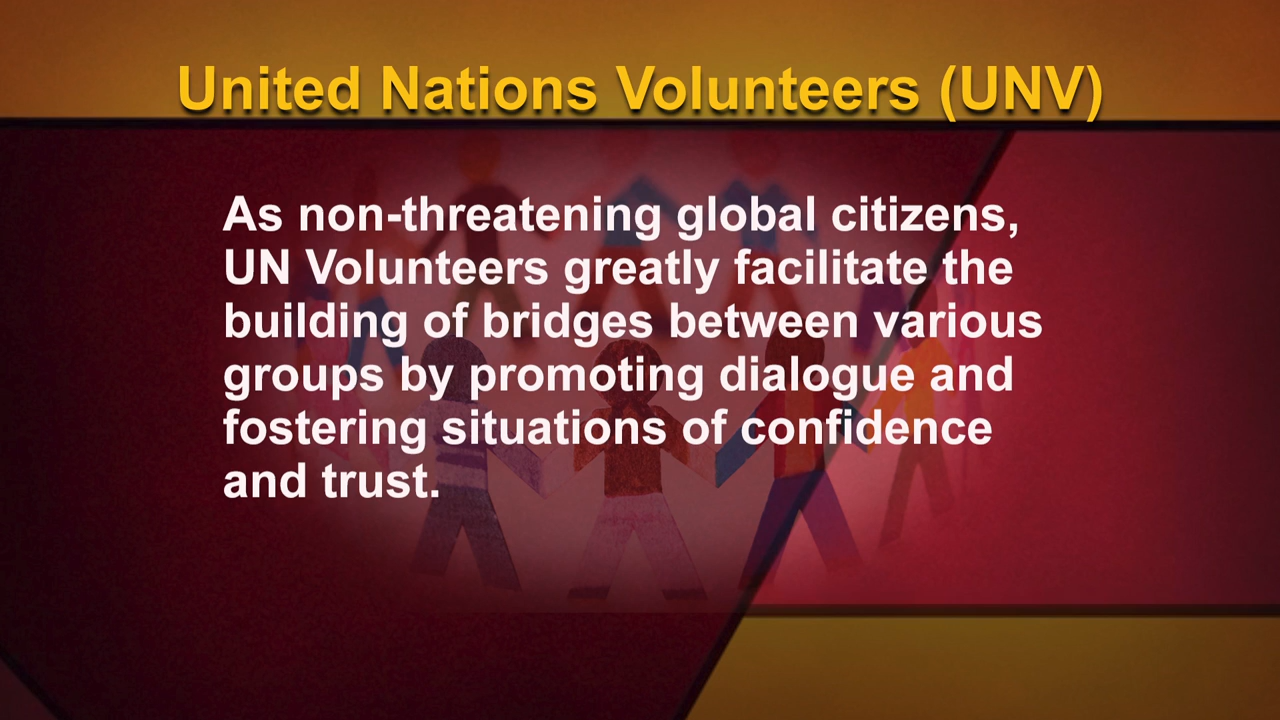 United Nations Volunteers (UNV)
As non-threatening global citizens,
UN Volunteers greatly facilitate the
building of bridges between various
groups by promoting dialogue and
fostering situations of confidence
and trust.